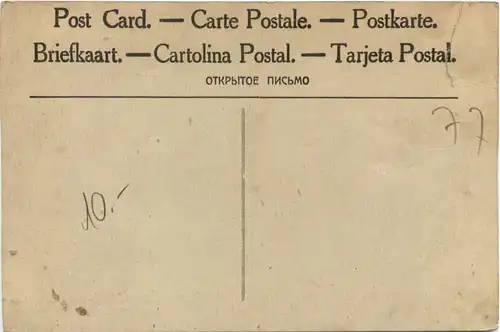 Post Card. — Carte Postale. — Postkarte.
Briefkaart. — Cartolina Postal. — Tarjeta Postal.
ОТКРЫТОЕ ПИСЬМО
77
10.-